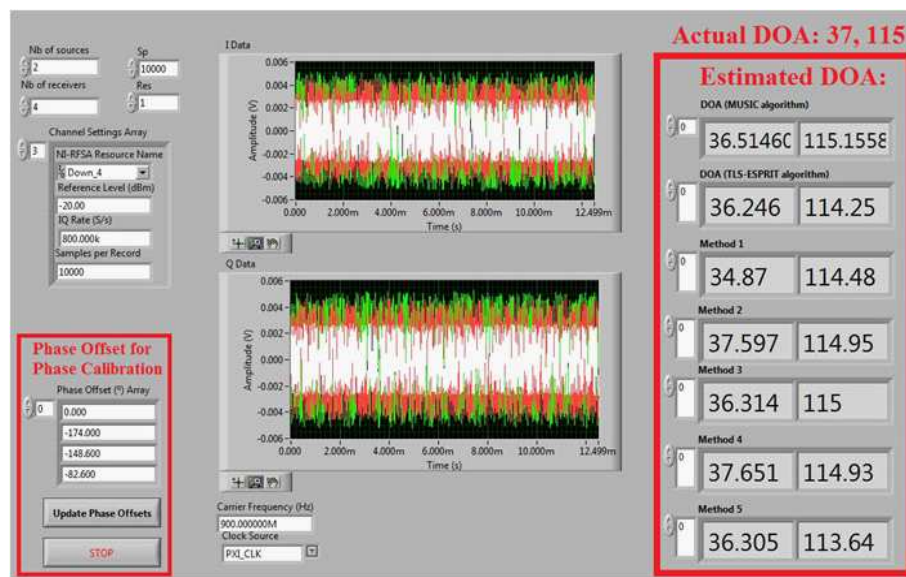 Actual DOA: 37, 115
Nb of sources
2
Sp
10000
Nb of receivers
4
Res
1
Channel Settings Array
3
NI-RFSA Resource Name
Down_4
Reference Level (dBm)
-20.00
IQ Rate (S/s)
800.000k
Samples per Record
10000
Phase Offset for
Phase Calibration
Phase Offset (º) Array
0
0.000
-174.000
-148.600
-82.600
Update Phase Offsets
STOP
I Data
Amplitude (V)
0.006
0.004
0.002
0.000
-0.002
-0.004
-0.006
0.000 2.000m 4.000m 6.000m 8.000m 10.000m 12.499m
Time (s)
Q Data
Amplitude (V)
0.006
0.004
0.002
0.000
-0.002
-0.004
-0.006
0.000 2.000m 4.000m 6.000m 8.000m 10.000m 12.499m
Time (s)
Carrier Frequency (Hz)
900.000000M
Clock Source
PXI_CLK
Estimated DOA:
DOA (MUSIC algorithm)
0 36.5146 115.1558
DOA (TLS-ESPRIT algorithm)
0 36.246 114.25
Method 1
0 34.87 114.48
Method 2
0 37.597 114.95
Method 3
0 36.314 115
Method 4
0 37.651 114.93
Method 5
0 36.305 113.64